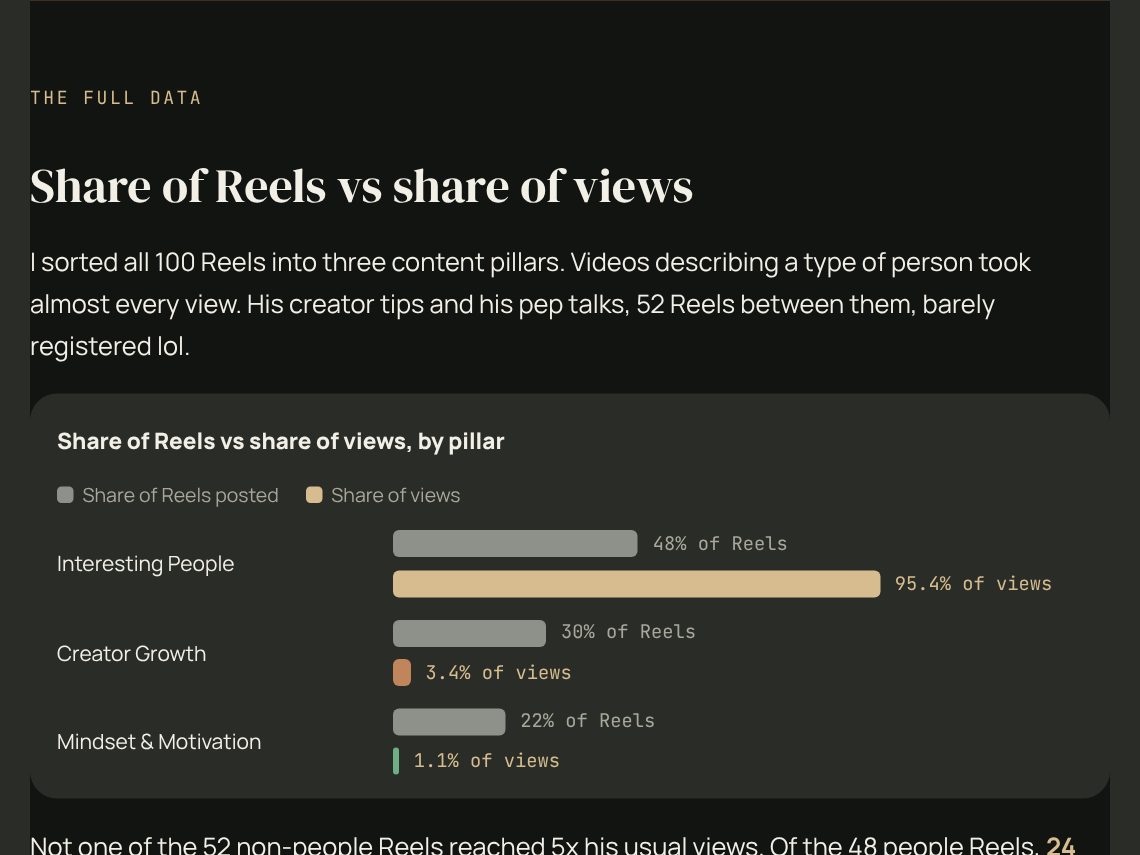 THE FULL DATA
Share of Reels vs share of views
I sorted all 100 Reels into three content pillars. Videos describing a type of person took
almost every view. His creator tips and his pep talks, 52 Reels between them, barely
registered lol.
Share of Reels vs share of views, by pillar
Share of Reels posted Share of views
Interesting People
48% of Reels
95.4% of views
Creator Growth
30% of Reels
3.4% of views
Mindset & Motivation
22% of Reels
1.1% of views
Not one of the 52 non-people Reels reached 5x his usual views. Of the 48 people Reels, 24